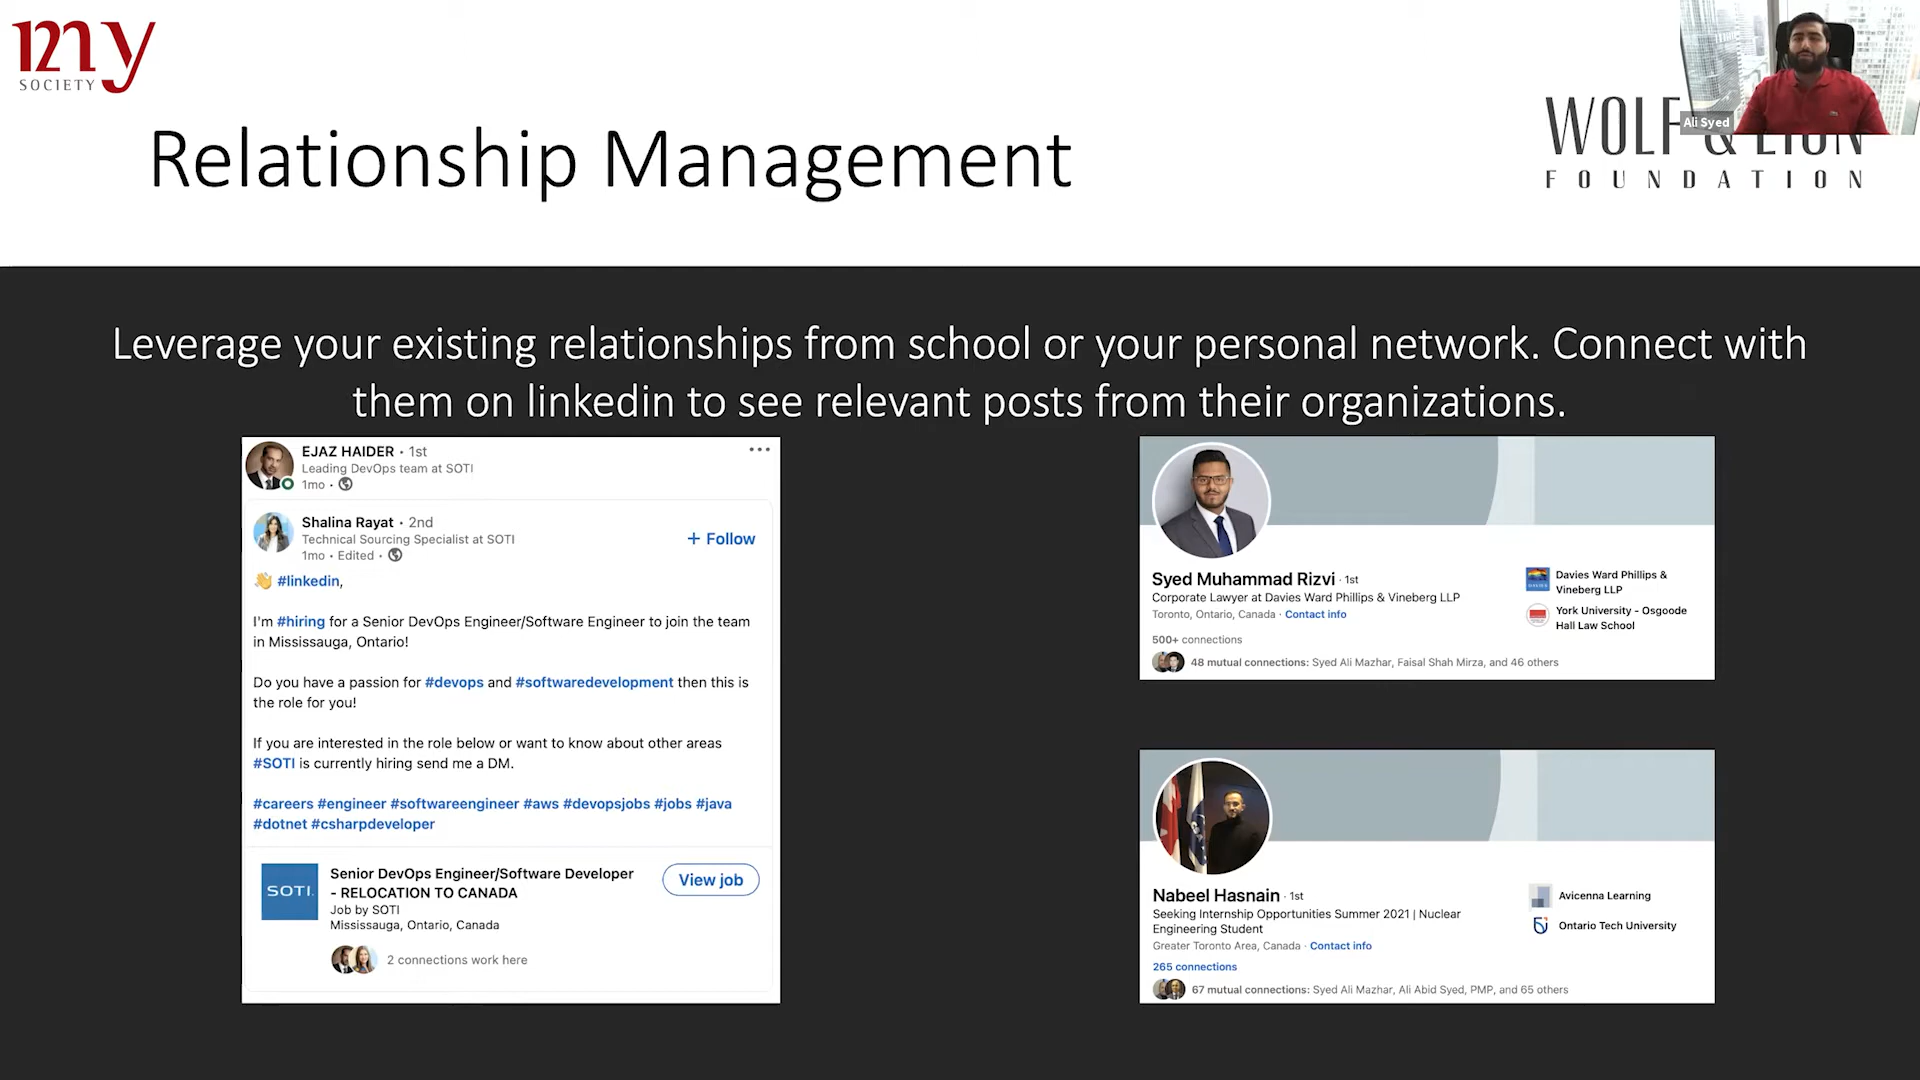 my
SOCIETY
Ali Syed
WOLF & LION
FOUNDATION
Relationship Management
Leverage your existing relationships from school or your personal network. Connect with
them on linkedin to see relevant posts from their organizations.
EJAZ HAIDER • 1st
Leading DevOps team at SOTI
1mo •
Shalina Rayat • 2nd
Technical Sourcing Specialist at SOTI
1mo • Edited •
+ Follow
👋 #linkedin,
I'm #hiring for a Senior DevOps Engineer/Software Engineer to join the team
in Mississauga, Ontario!
Do you have a passion for #devops and #softwaredevelopment then this is
the role for you!
If you are interested in the role below or want to know about other areas
#SOTI is currently hiring send me a DM.
#careers #engineer #softwareengineer #aws #devopsjobs #jobs #java
#dotnet #csharpdeveloper
SOTI
Senior DevOps Engineer/Software Developer
- RELOCATION TO CANADA
Job by SOTI
Mississauga, Ontario, Canada
View job
2 connections work here
Syed Muhammad Rizvi · 1st
Corporate Lawyer at Davies Ward Phillips & Vineberg LLP
Toronto, Ontario, Canada · Contact info
500+ connections
48 mutual connections: Syed Ali Mazhar, Faisal Shah Mirza, and 46 others
Davies Ward Phillips &
Vineberg LLP
York University - Osgoode
Hall Law School
Nabeel Hasnain · 1st
Seeking Internship Opportunities Summer 2021 | Nuclear
Engineering Student
Greater Toronto Area, Canada · Contact info
265 connections
67 mutual connections: Syed Ali Mazhar, Ali Abid Syed, PMP, and 65 others
Avicenna Learning
Ontario Tech University